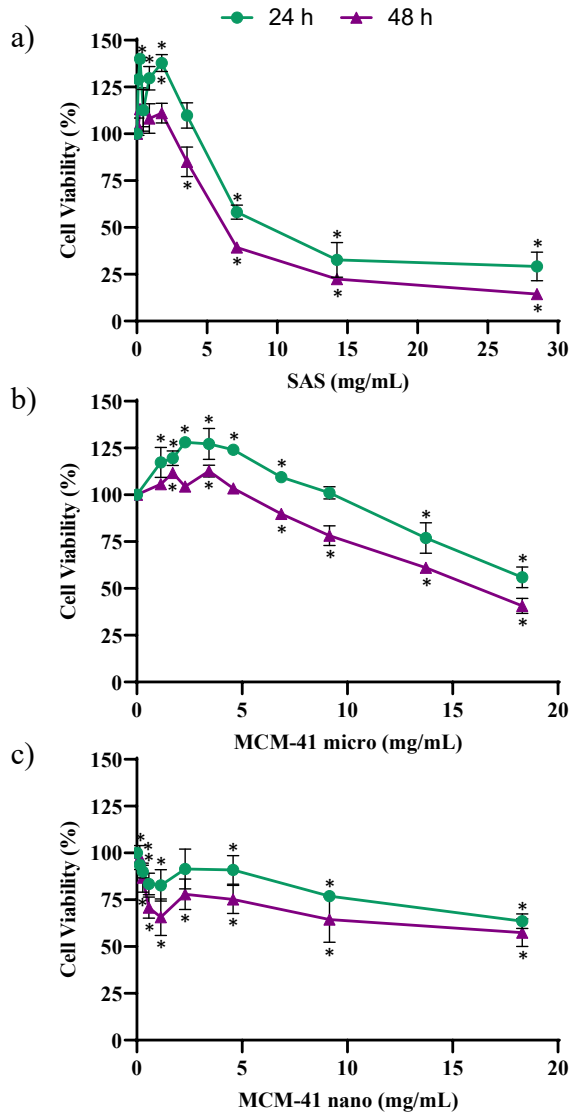 24 h 48 h
a)
150
125
100
75
50
25
0
Cell Viability (%)
* * * * * * * * * * *
0 5 10 15 20 25 30
SAS (mg/mL)
b)
150
125
100
75
50
25
0
Cell Viability (%)
* * * * * * * * * * * * * *
0 5 10 15 20
MCM-41 micro (mg/mL)
c)
150
125
100
75
50
25
0
Cell Viability (%)
* * * * * * * * * * * * * *
0 5 10 15 20
MCM-41 nano (mg/mL)